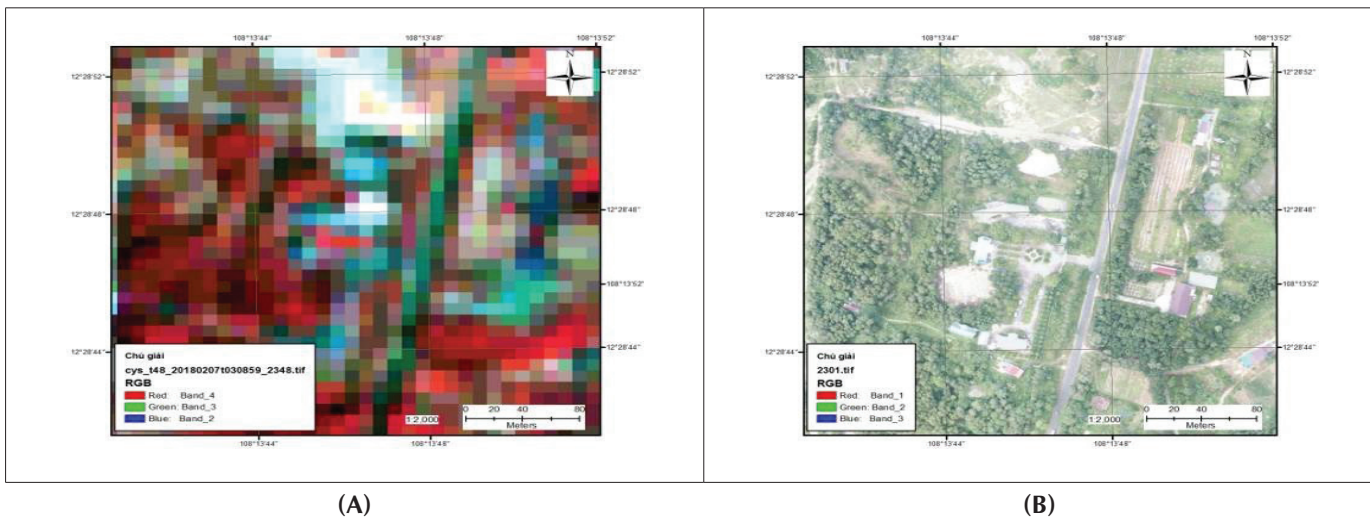 108°13'44" 108°13'48" 108°13'52"
N
12°28'52" 12°28'52"
12°28'48" 12°28'48"
108°13'52"
12°28'44" 12°28'44"
Chú giải
cys_t48_20180207t030859_2348.tif
RGB
Red: Band_4
Green: Band_3
Blue: Band_2
1:2,000
0 20 40 80
Meters
108°13'44" 108°13'48"
(A)
108°13'44" 108°13'48" 108°13'52"
N
12°28'52" 12°28'52"
12°28'48" 12°28'48"
108°13'52"
12°28'44" 12°28'44"
Chú giải
2301.tif
RGB
Red: Band_1
Green: Band_2
Blue: Band_3
1:2,000
0 20 40 80
Meters
108°13'44" 108°13'48"
(B)